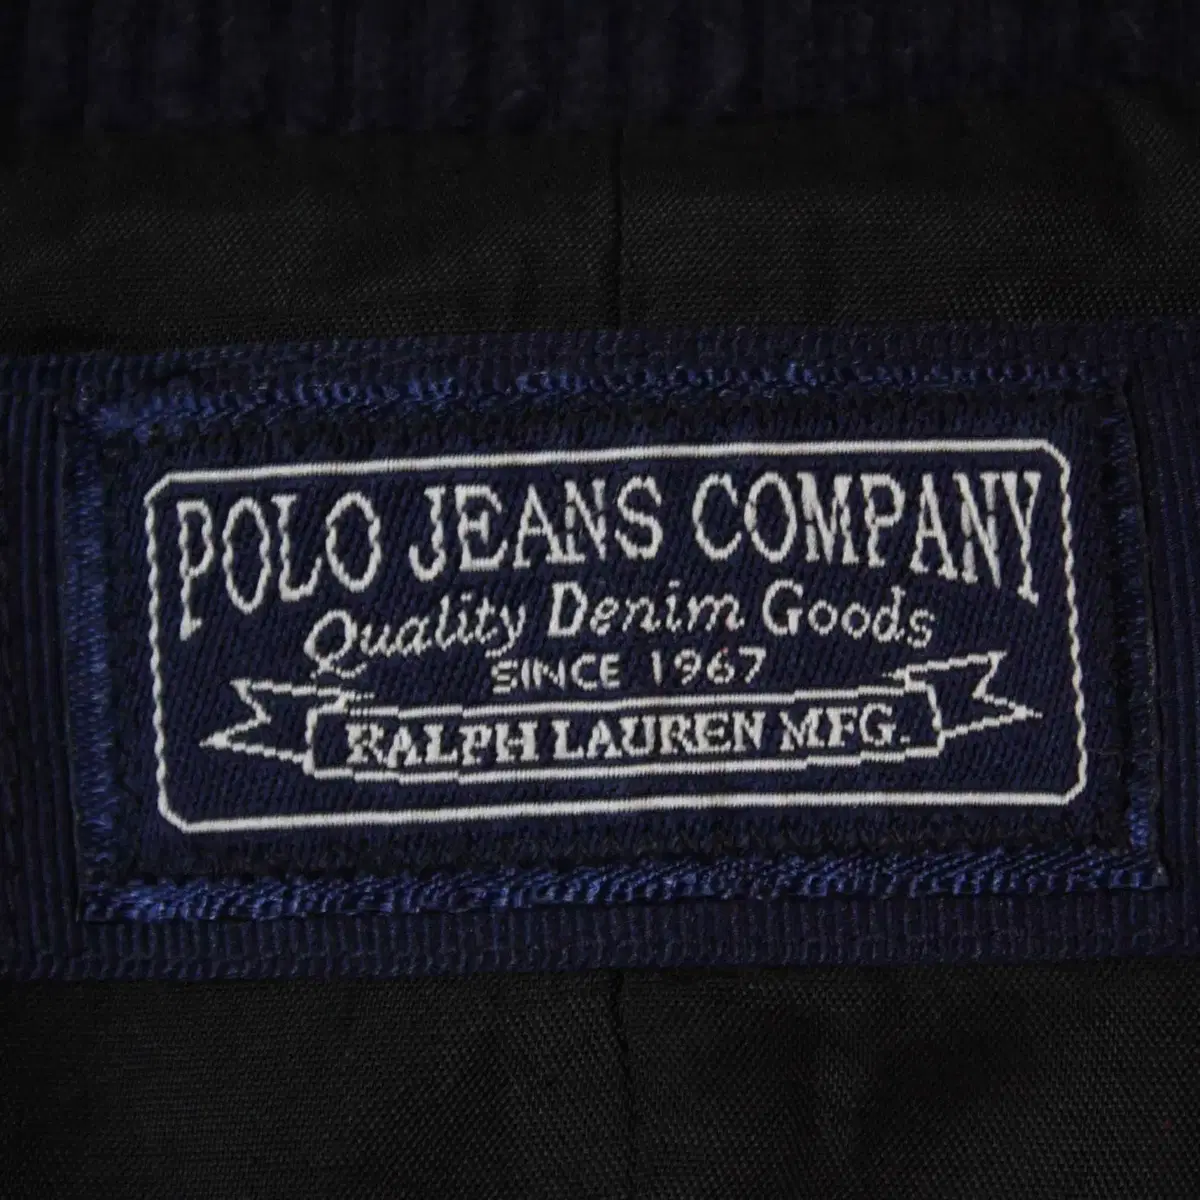 POLO JEANS COMPANY
Quality Denim Goods
SINCE 1967
RALPH LAUREN MFG.